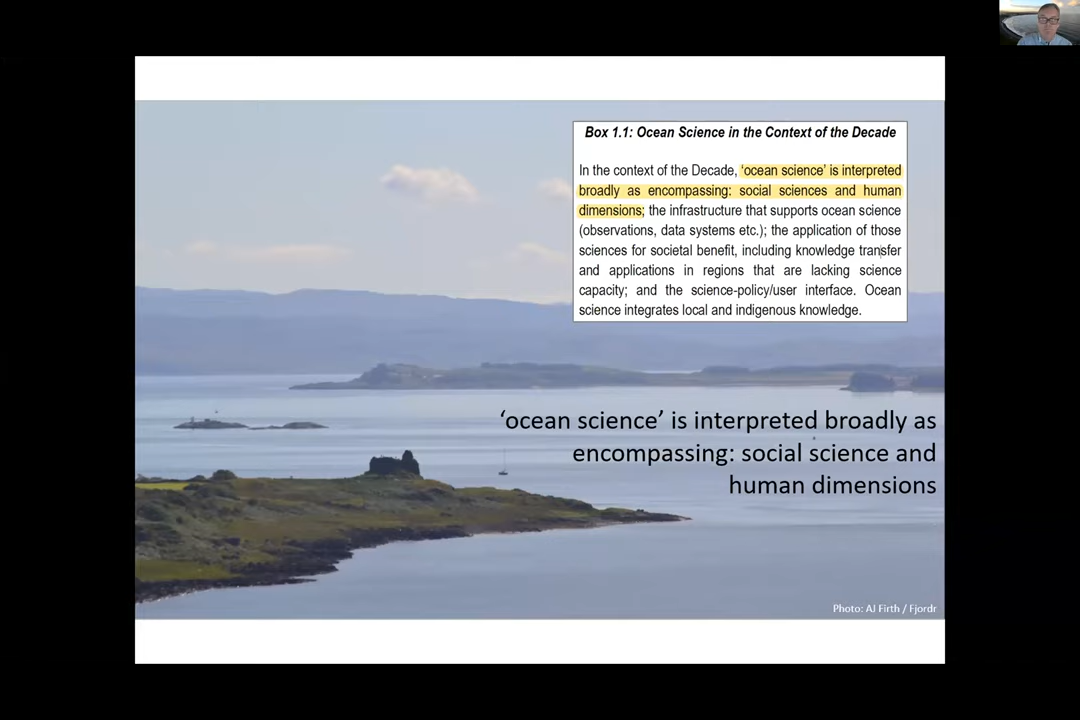 Box 1.1: Ocean Science in the Context of the Decade
In the context of the Decade, ‘ocean science’ is interpreted
broadly as encompassing: social sciences and human
dimensions; the infrastructure that supports ocean science
(observations, data systems etc.); the application of those
sciences for societal benefit, including knowledge transfer
and applications in regions that are lacking science
capacity; and the science-policy/user interface. Ocean
science integrates local and indigenous knowledge.
‘ocean science’ is interpreted broadly as
encompassing: social science and
human dimensions
Photo: AJ Firth / Fjordr